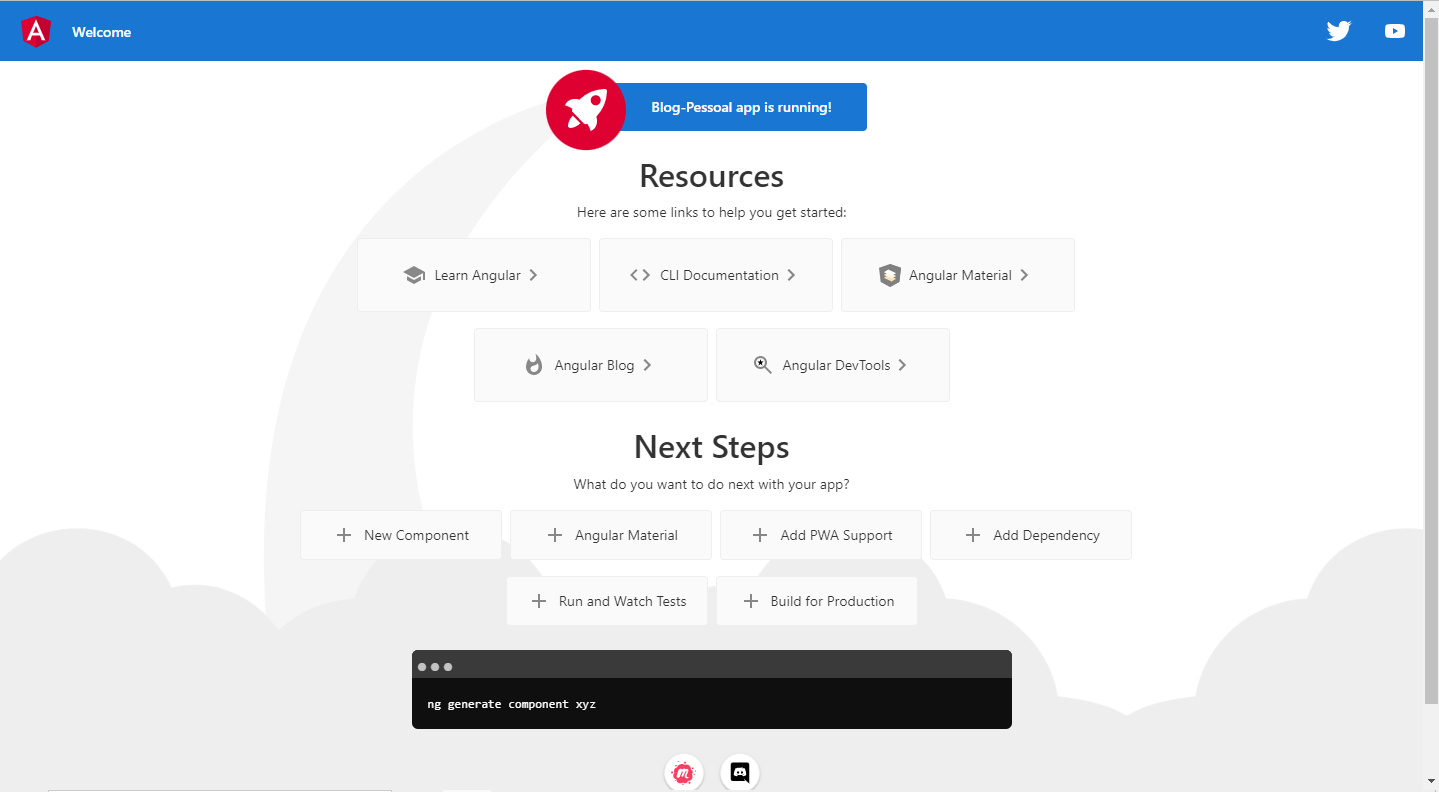 Welcome
Blog-Pessoal app is running!
Resources
Here are some links to help you get started:
Learn Angular
CLI Documentation
Angular Material
Angular Blog
Angular DevTools
Next Steps
What do you want to do next with your app?
New Component
Angular Material
Add PWA Support
Add Dependency
Run and Watch Tests
Build for Production
ng generate component xyz